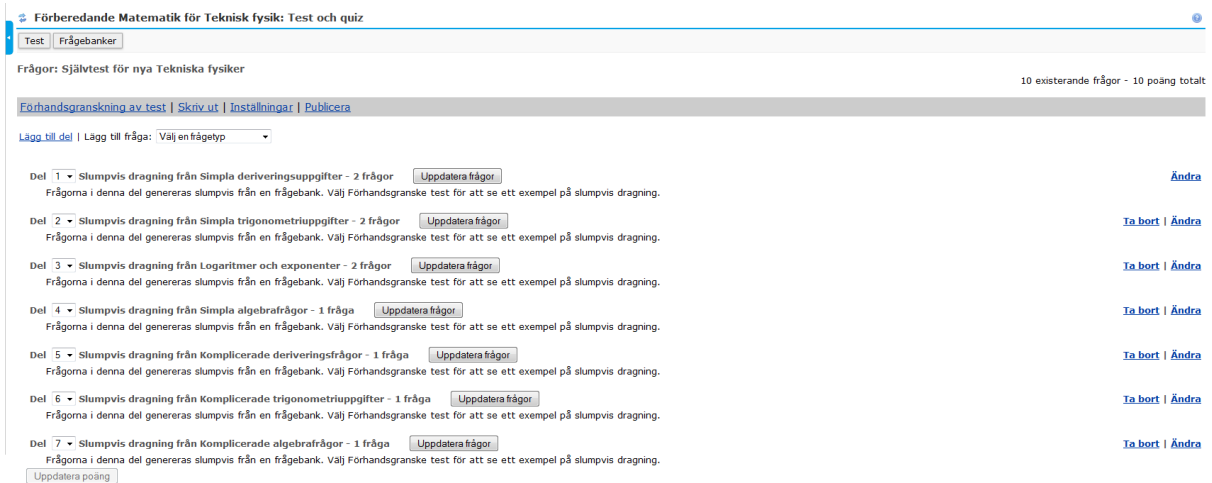 Förberedande Matematik för Teknisk fysik: Test och quiz
Test Frågebanker
Frågor: Självtest för nya Tekniska fysiker
10 existerande frågor - 10 poäng totalt
Förhandsgranskning av test | Skriv ut | Inställningar | Publicera
Lägg till del | Lägg till fråga: Välj en frågetyp
Del 1 Slumpvis dragning från Simpla deriveringsuppgifter - 2 frågor Uppdatera frågor Ändra
Frågorna i denna del genereras slumpvis från en frågebank. Välj Förhandsgranske test för att se ett exempel på slumpvis dragning.
Del 2 Slumpvis dragning från Simpla trigonometriuppgifter - 2 frågor Uppdatera frågor Ta bort | Ändra
Frågorna i denna del genereras slumpvis från en frågebank. Välj Förhandsgranske test för att se ett exempel på slumpvis dragning.
Del 3 Slumpvis dragning från Logaritmer och exponenter - 2 frågor Uppdatera frågor Ta bort | Ändra
Frågorna i denna del genereras slumpvis från en frågebank. Välj Förhandsgranske test för att se ett exempel på slumpvis dragning.
Del 4 Slumpvis dragning från Simpla algebrafrågor - 1 fråga Uppdatera frågor Ta bort | Ändra
Frågorna i denna del genereras slumpvis från en frågebank. Välj Förhandsgranske test för att se ett exempel på slumpvis dragning.
Del 5 Slumpvis dragning från Komplicerade deriveringsfrågor - 1 fråga Uppdatera frågor Ta bort | Ändra
Frågorna i denna del genereras slumpvis från en frågebank. Välj Förhandsgranske test för att se ett exempel på slumpvis dragning.
Del 6 Slumpvis dragning från Komplicerade trigonometriuppgifter - 1 fråga Uppdatera frågor Ta bort | Ändra
Frågorna i denna del genereras slumpvis från en frågebank. Välj Förhandsgranske test för att se ett exempel på slumpvis dragning.
Del 7 Slumpvis dragning från Komplicerade algebrafrågor - 1 fråga Uppdatera frågor Ta bort | Ändra
Frågorna i denna del genereras slumpvis från en frågebank. Välj Förhandsgranske test för att se ett exempel på slumpvis dragning.
Uppdatera poäng